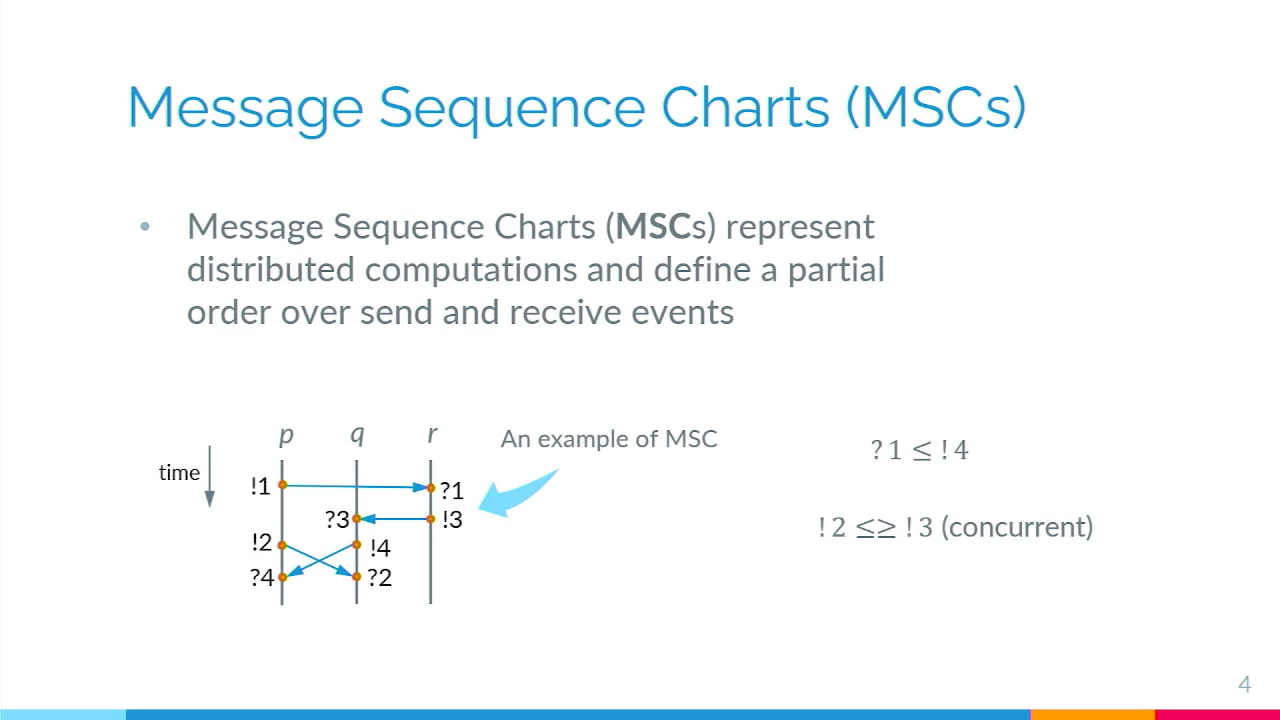 Message Sequence Charts (MSCs)
• Message Sequence Charts (MSCs) represent
distributed computations and define a partial
order over send and receive events
p q r
An example of MSC
time
!1 ?1
?3 !3
!2 !4
?4 ?2
?1 ≤ !4
!2 ≤≥ !3 (concurrent)
4